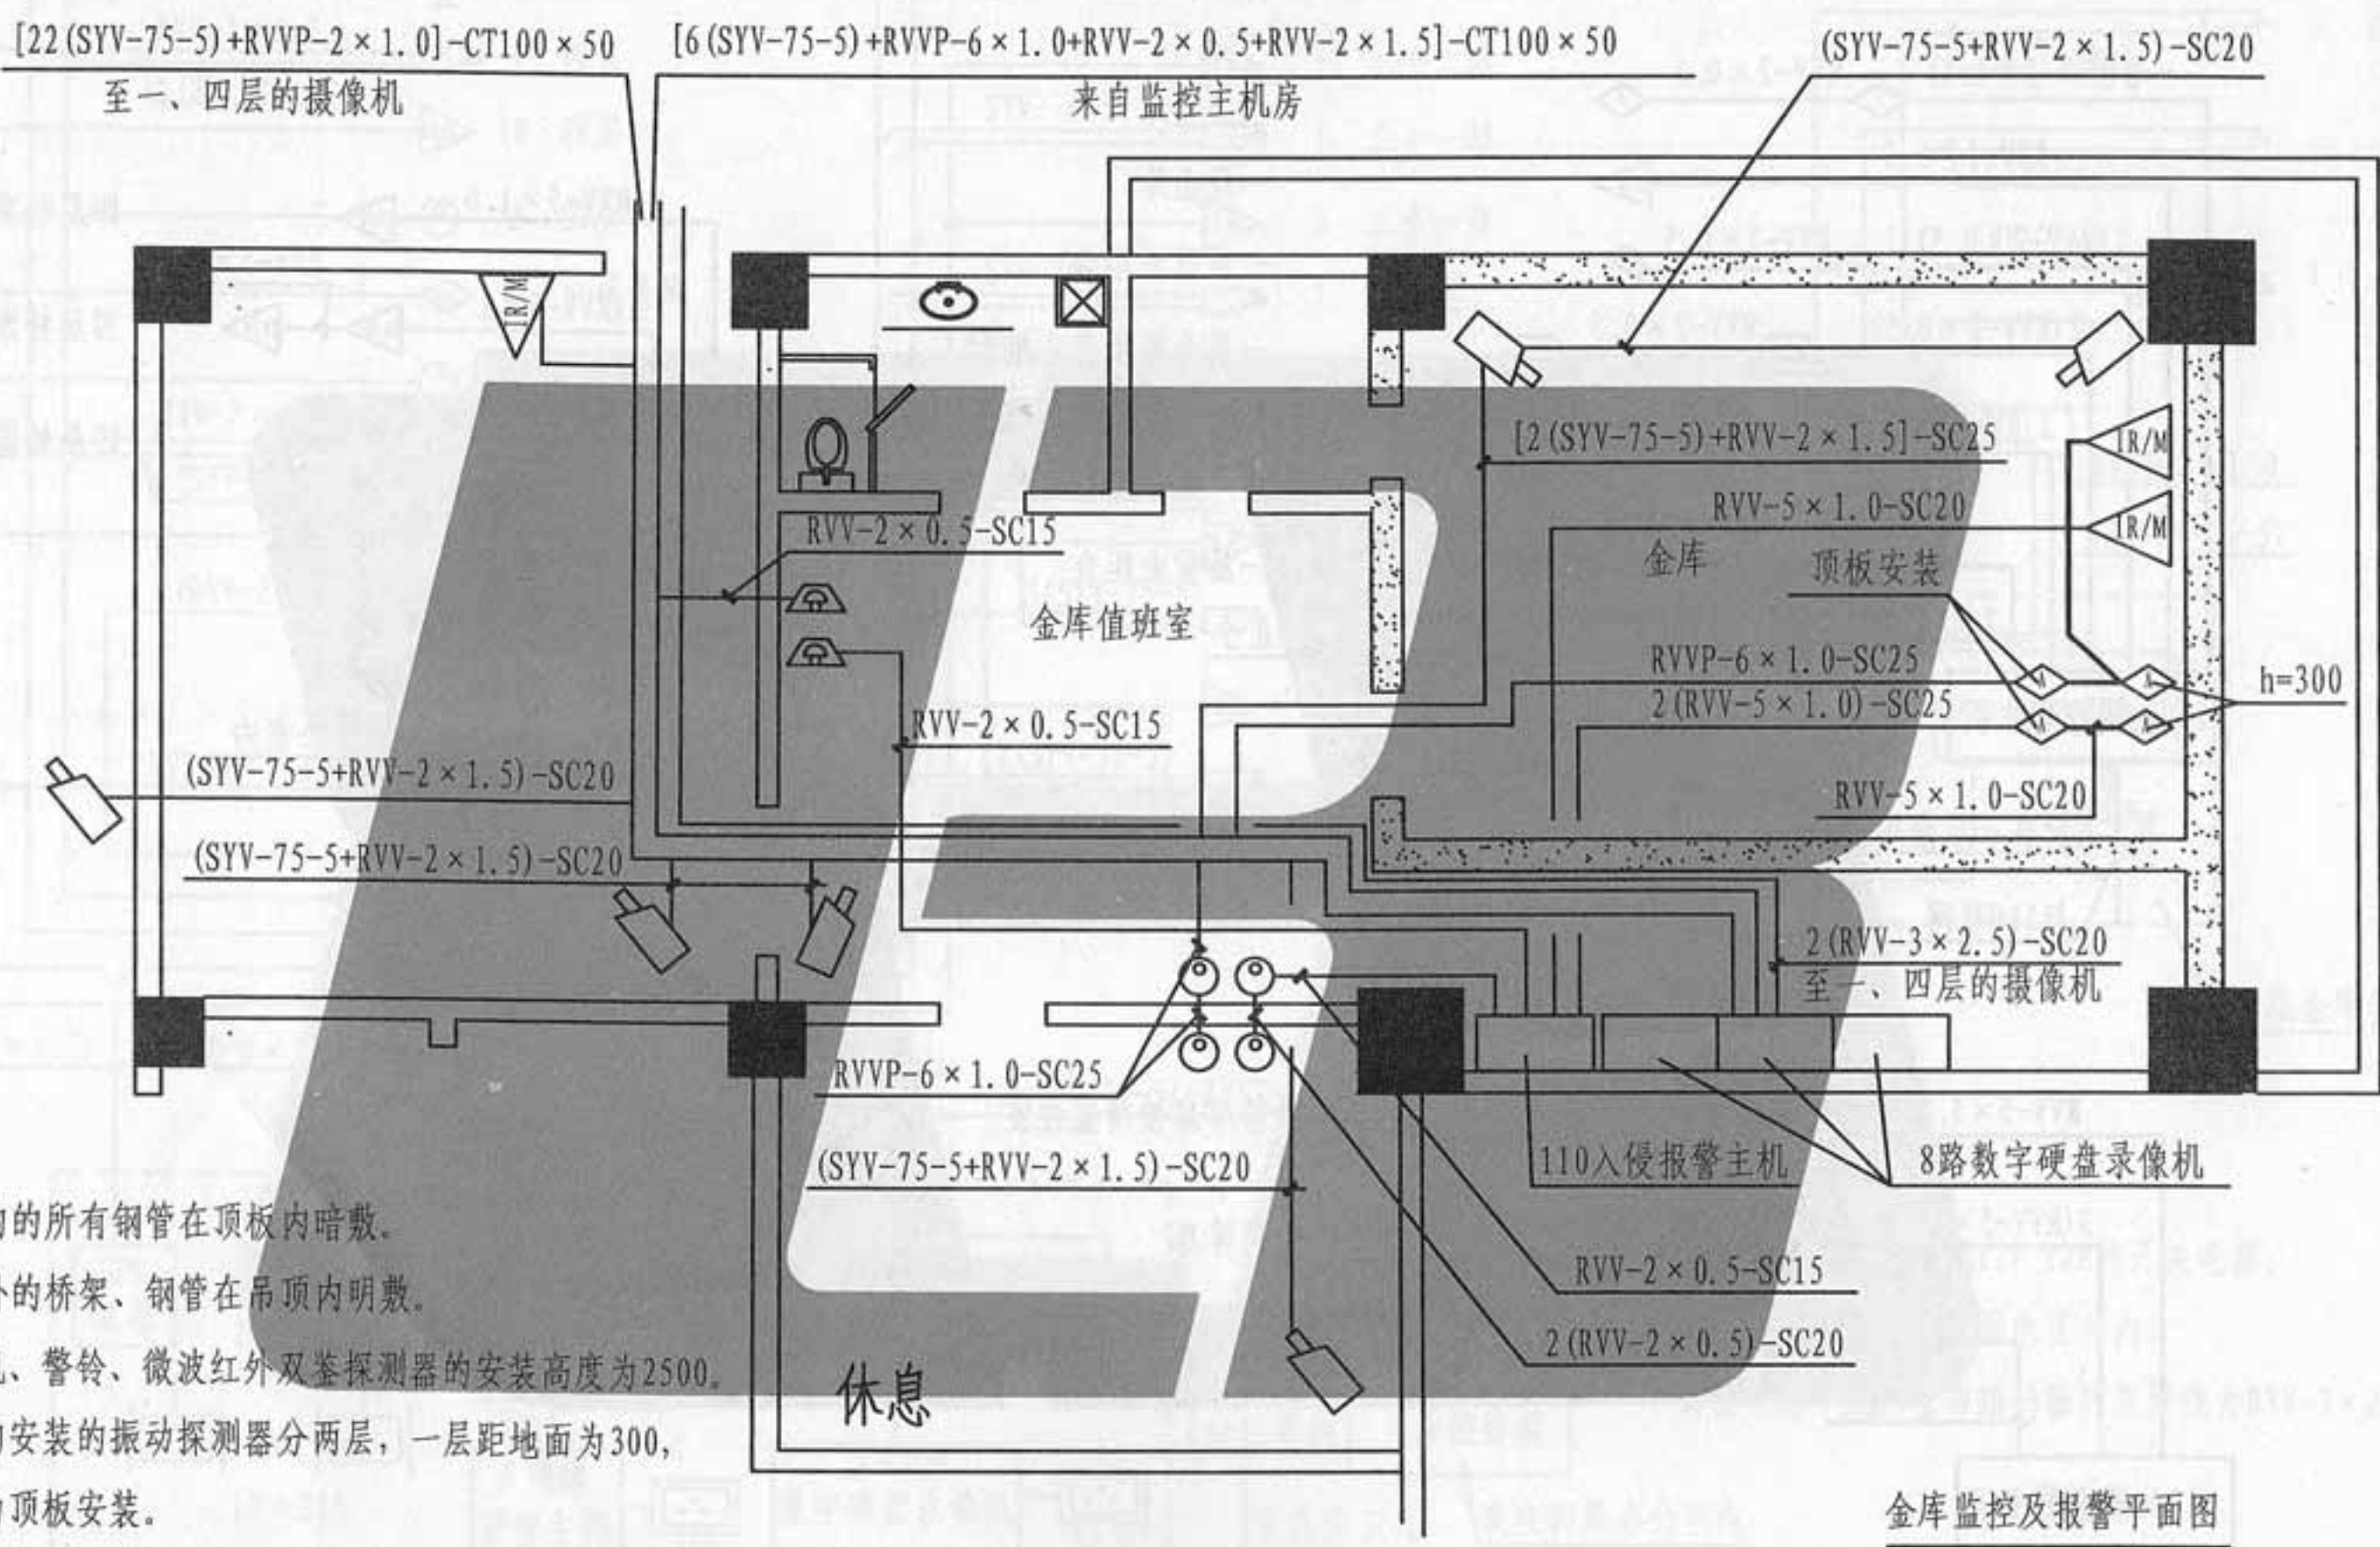 [22(SYV-75-5)+RVVP-2×1.0]-CT100×50
至一、四层的摄像机
[6(SYV-75-5)+RVVP-6×1.0+RVV-2×0.5+RVV-2×1.5]-CT100×50
来自监控主机房
(SYV-75-5+RVV-2×1.5)-SC20
IR/M
[2(SYV-75-5)+RVV-2×1.5]-SC25
IR/M
RVV-5×1.0-SC20
IR/M
RVV-2×0.5-SC15
金库
顶板安装
金库值班室
RVVP-6×1.0-SC25
h=300
2(RVV-5×1.0)-SC25
RVV-2×0.5-SC15
(SYV-75-5+RVV-2×1.5)-SC20
RVV-5×1.0-SC20
(SYV-75-5+RVV-2×1.5)-SC20
2(RVV-3×2.5)-SC20
至一、四层的摄像机
RVVP-6×1.0-SC25
(SYV-75-5+RVV-2×1.5)-SC20
110入侵报警主机
8路数字硬盘录像机
RVV-2×0.5-SC15
2(RVV-2×0.5)-SC20
休息
的所有钢管在顶板内暗敷。
的桥架、钢管在吊顶内明敷。
、警铃、微波红外双鉴探测器的安装高度为2500。
安装的振动探测器分两层，一层距地面为300，
顶板安装。
金库监控及报警平面图